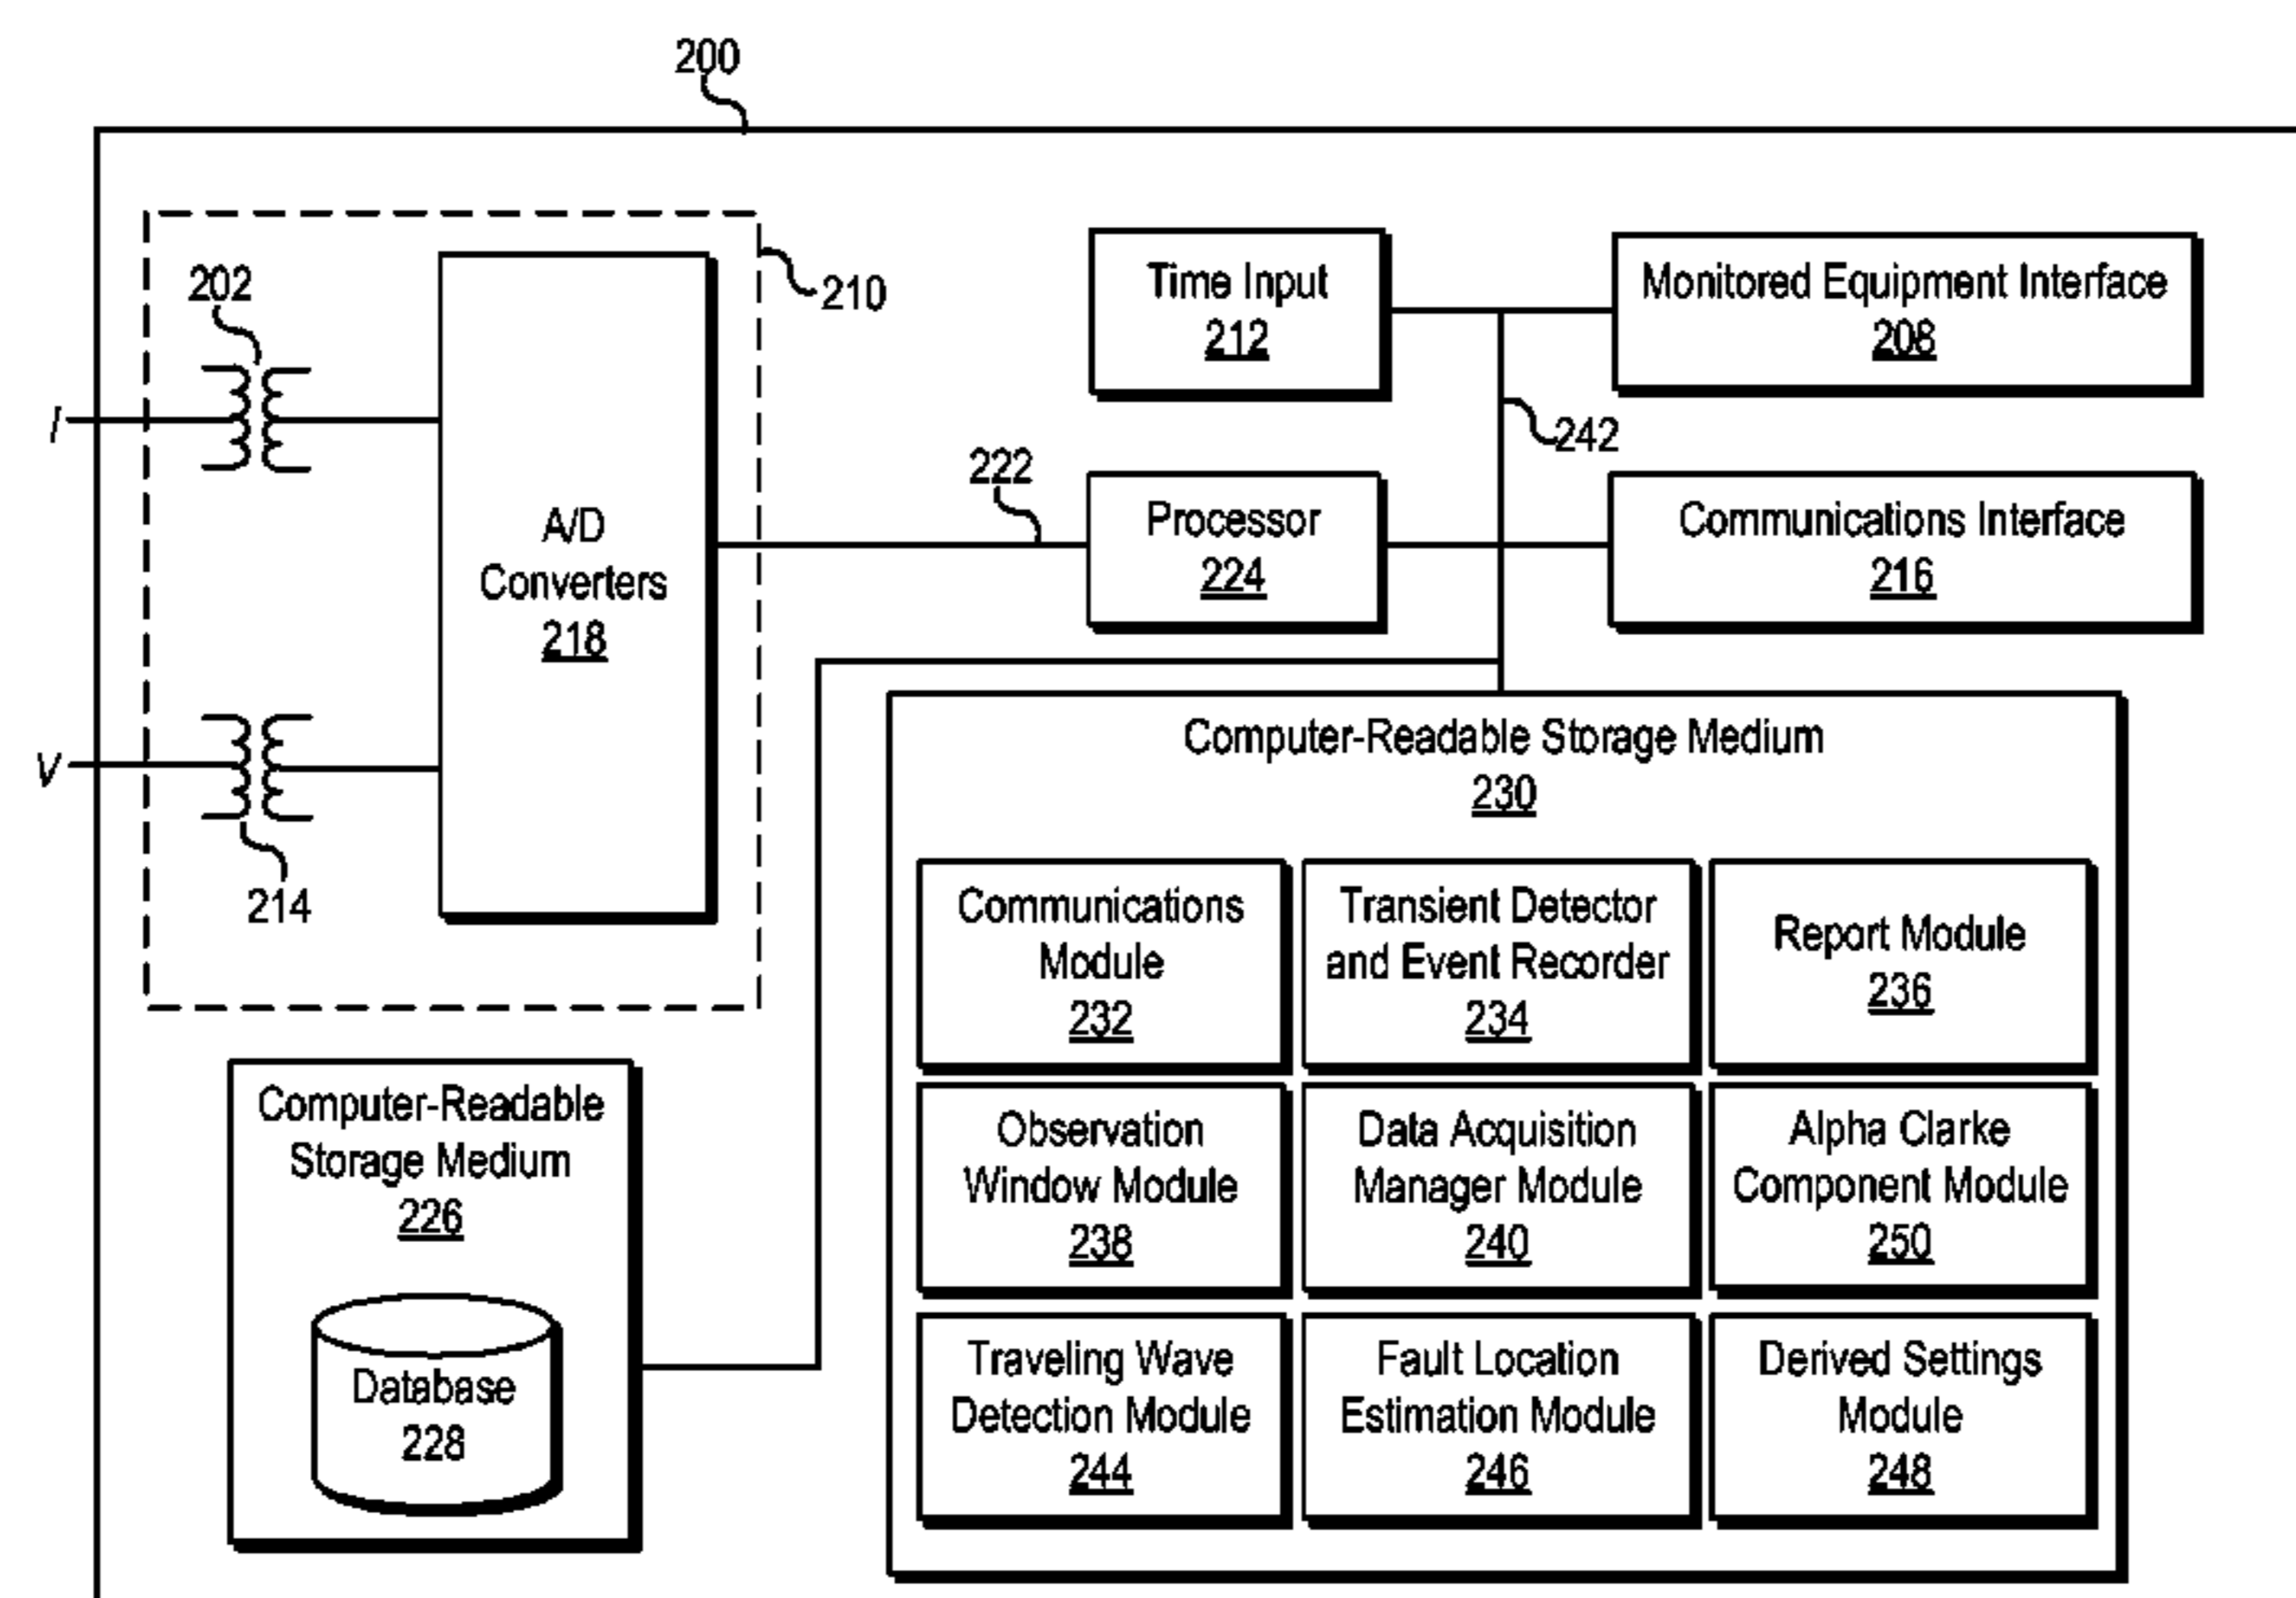 200
202
210
I
V
214
A/D
Converters
218
222
Time Input
212
Monitored Equipment Interface
208
242
Processor
224
Communications Interface
216
Computer-Readable
Storage Medium
226
Database
228
Computer-Readable Storage Medium
230
Communications
Module
232
Transient Detector
and Event Recorder
234
Report Module
236
Observation
Window Module
238
Data Acquisition
Manager Module
240
Alpha Clarke
Component Module
250
Traveling Wave
Detection Module
244
Fault Location
Estimation Module
246
Derived Settings
Module
248